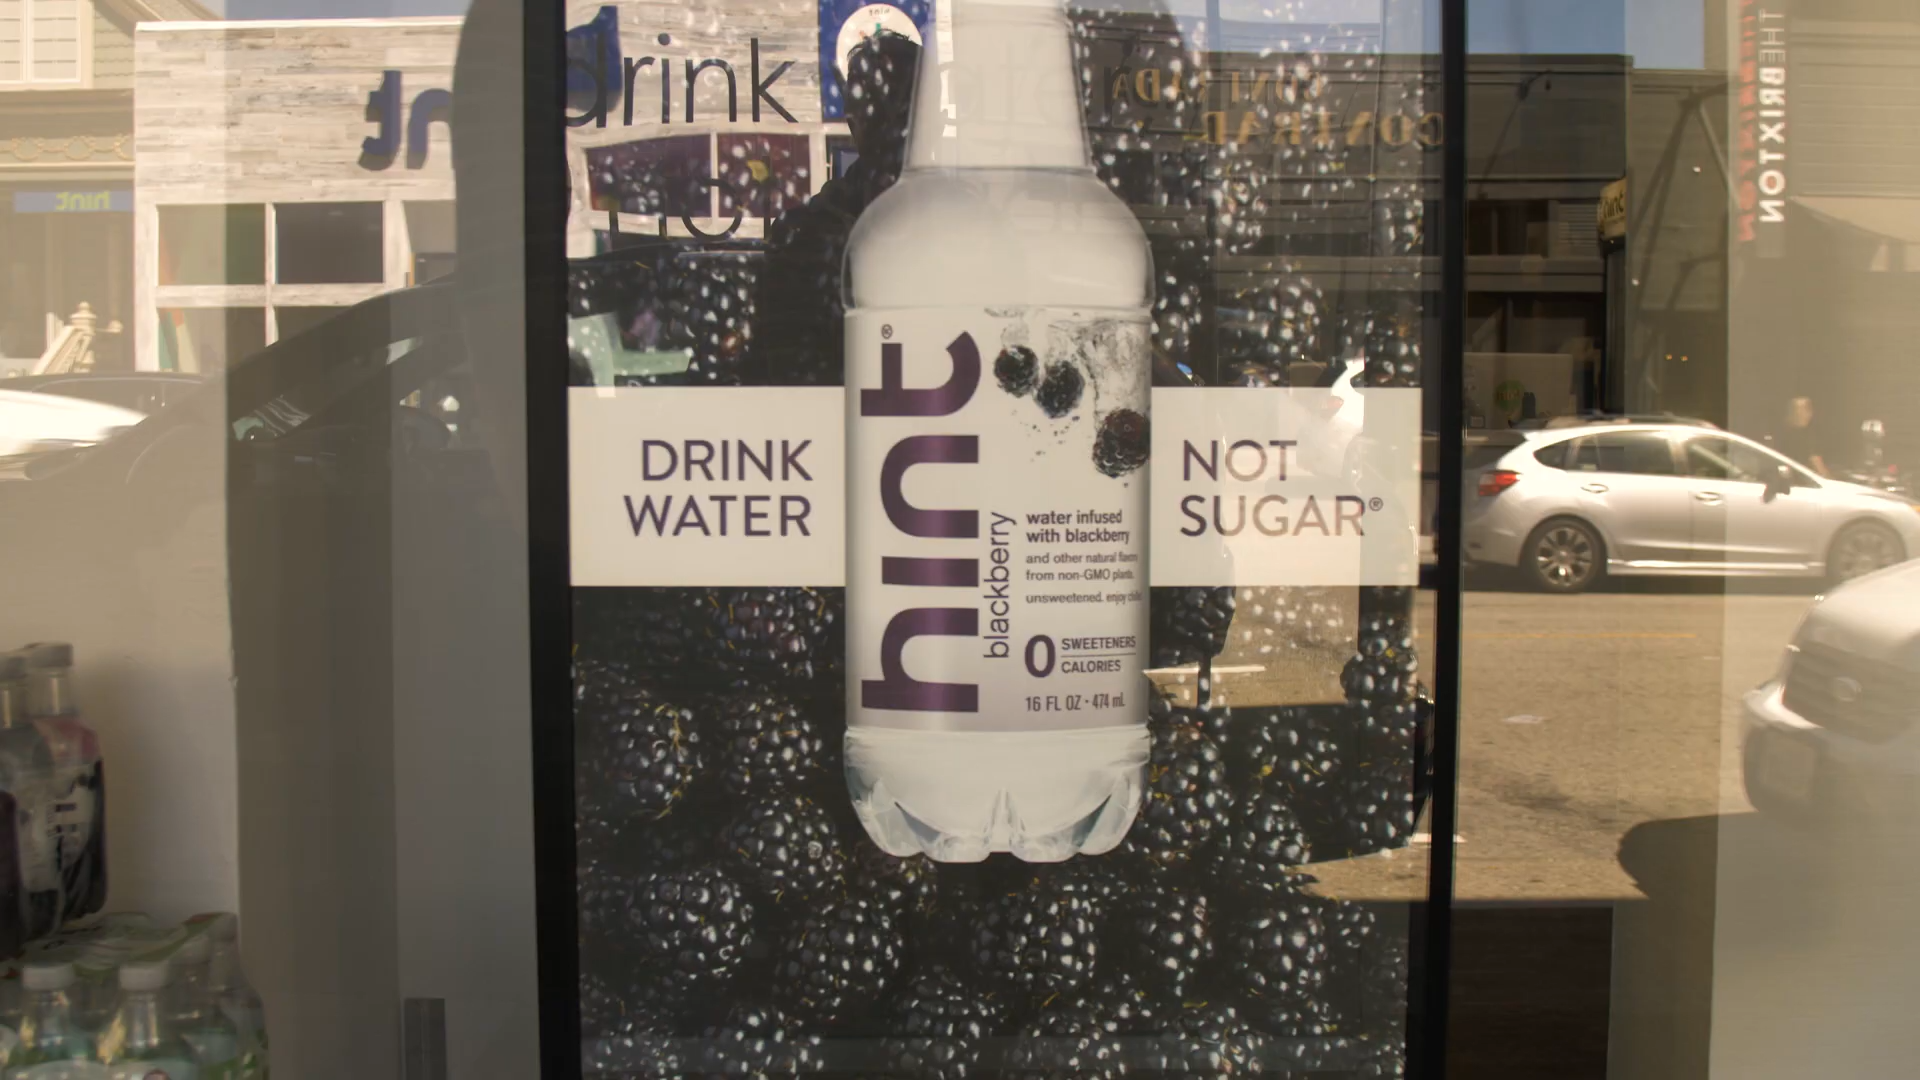 drink
THE BRIXTON
hint®
blackberry
DRINK
WATER
NOT
SUGAR®
water infused
with blackberry
and other natural flavors
from non-GMO plants.
unsweetened. enjoy
0 SWEETENERS
CALORIES
16 FL OZ • 474 mL
hint